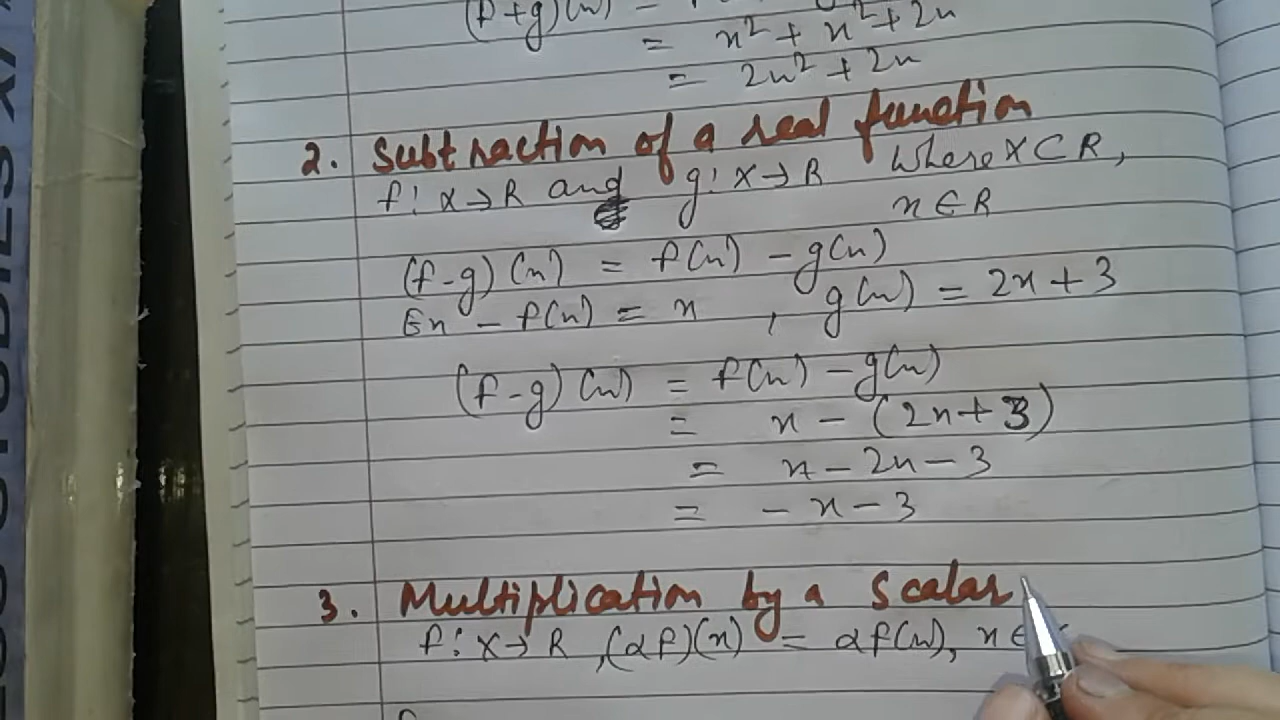 (f+g)(x) =
= x² + x² + 2x
= 2x² + 2x
2. Subtraction of a real function
f: X→R and g: X→R where X⊂R,
x∈R
(f-g)(x) = f(x) - g(x)
Ex - f(x) = x , g(x) = 2x+3
(f-g)(x) = f(x) - g(x)
= x - (2x+3)
= x - 2x - 3
= - x - 3
3. Multiplication by a scalar
f: X→R ,(αf)(x) = αf(x), x∈